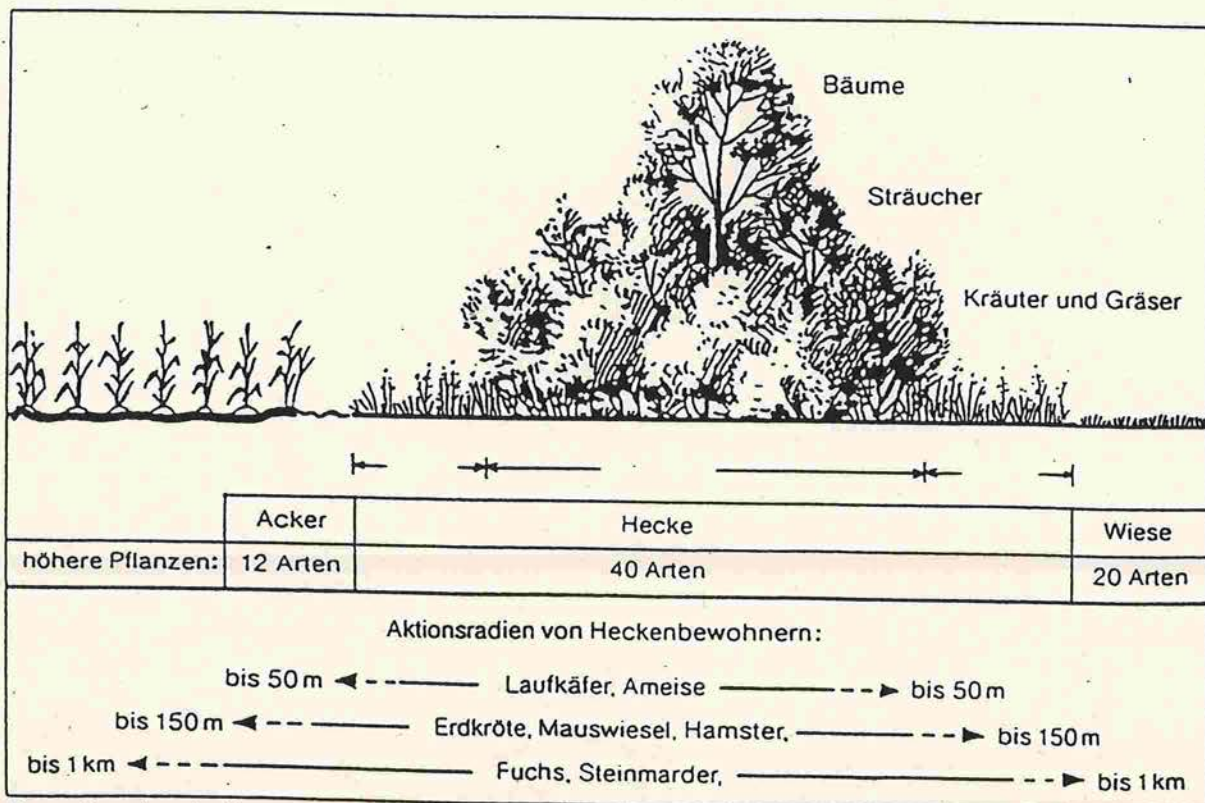 Bäume
Sträucher
Kräuter und Gräser
Acker Hecke Wiese
höhere Pflanzen: 12 Arten 40 Arten 20 Arten
Aktionsradien von Heckenbewohnern:
bis 50 m Laufkäfer, Ameise bis 50 m
bis 150 m Erdkröte, Mauswiesel, Hamster, bis 150 m
bis 1 km Fuchs, Steinmarder, bis 1 km